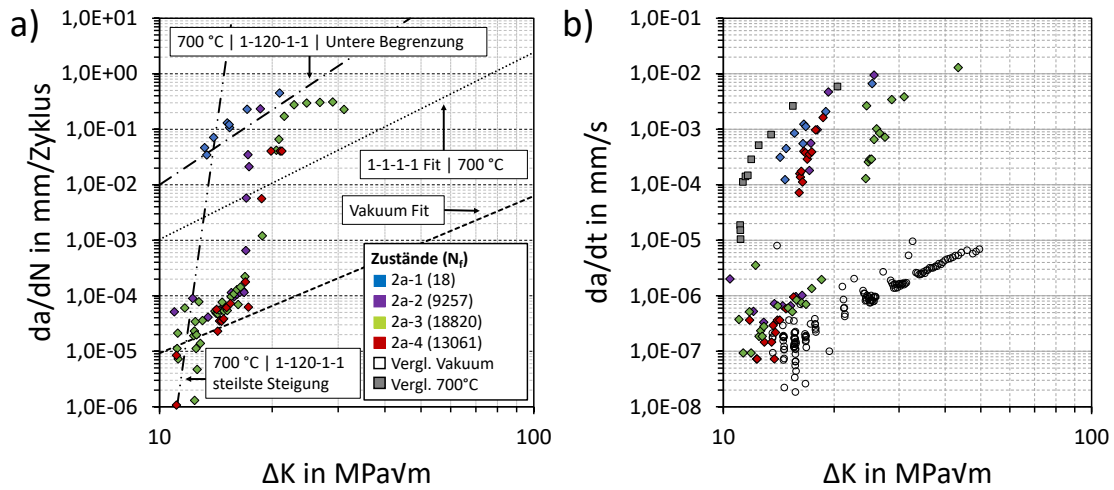 a)
da/dN in mm/Zyklus
1,0E+01
1,0E+00
1,0E-01
1,0E-02
1,0E-03
1,0E-04
1,0E-05
1,0E-06
10
100
ΔK in MPa√m
700 °C | 1-120-1-1 | Untere Begrenzung
1-1-1-1 Fit | 700 °C
Vakuum Fit
Zustände (Nf)
2a-1 (18)
2a-2 (9257)
2a-3 (18820)
2a-4 (13061)
Vergl. Vakuum
Vergl. 700°C
700 °C | 1-120-1-1
steilste Steigung
b)
da/dt in mm/s
1,0E-01
1,0E-02
1,0E-03
1,0E-04
1,0E-05
1,0E-06
1,0E-07
1,0E-08
10
100
ΔK in MPa√m